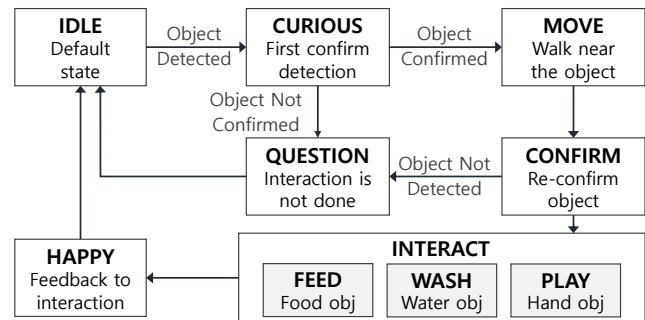 IDLE
Default
state
Object
Detected
CURIOUS
First confirm
detection
Object
Confirmed
MOVE
Walk near
the object
Object Not
Confirmed
QUESTION
Interaction is
not done
Object Not
Detected
CONFIRM
Re-confirm
object
HAPPY
Feedback to
interaction
INTERACT
FEED
Food obj
WASH
Water obj
PLAY
Hand obj